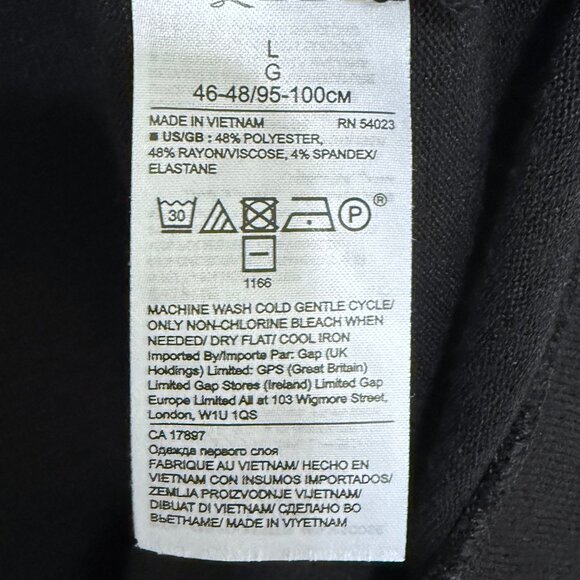 L
G
46-48/95-100CM
MADE IN VIETNAM RN 54023
■ US/GB : 48% POLYESTER,
48% RAYON/VISCOSE, 4% SPANDEX/
ELASTANE
30 P ®
1166
MACHINE WASH COLD GENTLE CYCLE/
ONLY NON-CHLORINE BLEACH WHEN
NEEDED/ DRY FLAT/ COOL IRON
Imported By/Importe Par: Gap (UK
Holdings) Limited: GPS (Great Britain)
Limited Gap Stores (Ireland) Limited Gap
Europe Limited All at 103 Wigmore Street,
London, W1U 1QS
CA 17897
Одежда первого слоя
FABRIQUE AU VIETNAM/ HECHO EN
VIETNAM CON INSUMOS IMPORTADOS/
ZEMLJA PROIZVODNJE VIJETNAM/
DIBUAT DI VIETNAM/ СДЕЛАНО ВО
ВЬЕТНАМЕ/ MADE IN VIYETNAM